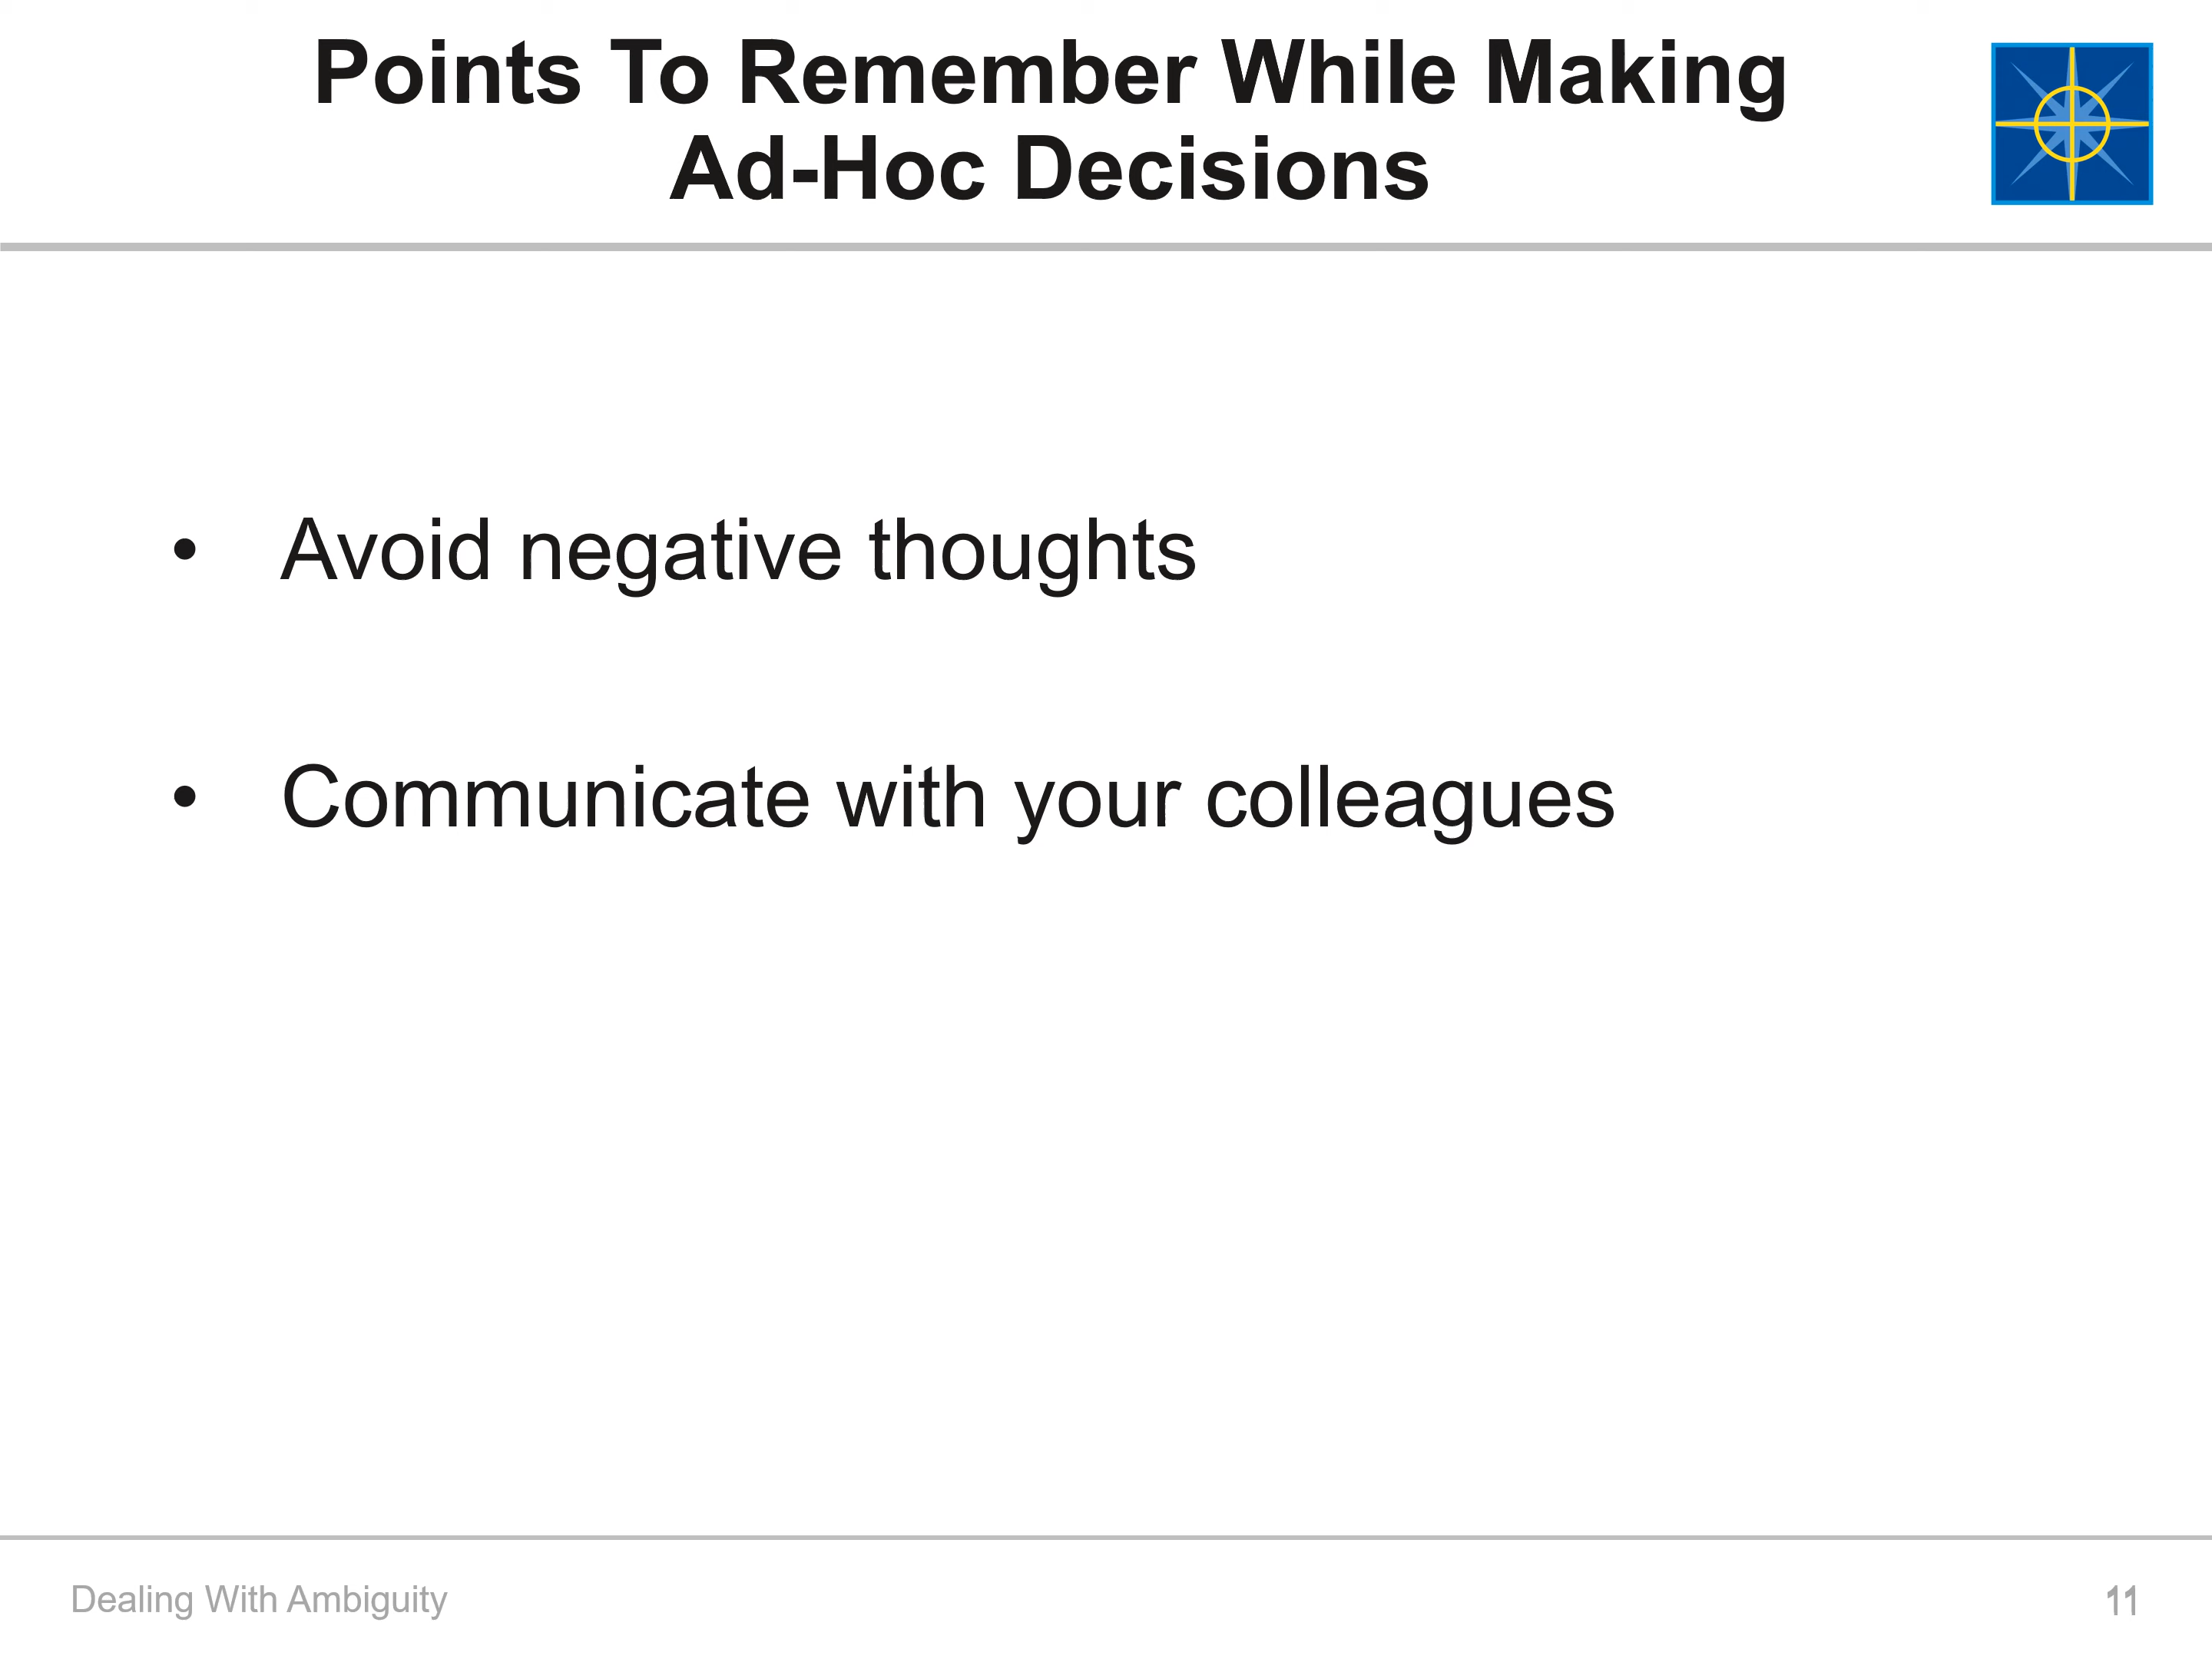 Points To Remember While Making
Ad-Hoc Decisions
• Avoid negative thoughts
• Communicate with your colleagues
Dealing With Ambiguity
11